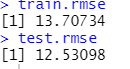 > train.rmse
[1] 13.70734
> test.rmse
[1] 12.53098